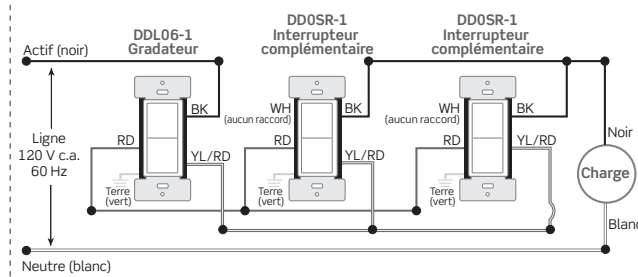 DDL06-1
Gradateur
DD0SR-1
Interrupteur
complémentaire
DD0SR-1
Interrupteur
complémentaire
Actif (noir)
Ligne
120 V c.a.
60 Hz
BK
RD
YL/RD
Terre
(vert)
WH
(aucun raccord)
BK
RD
YL/RD
Terre
(vert)
WH
(aucun raccord)
BK
RD
YL/RD
Terre
(vert)
Noir
Charge
Blanc
Neutre (blanc)